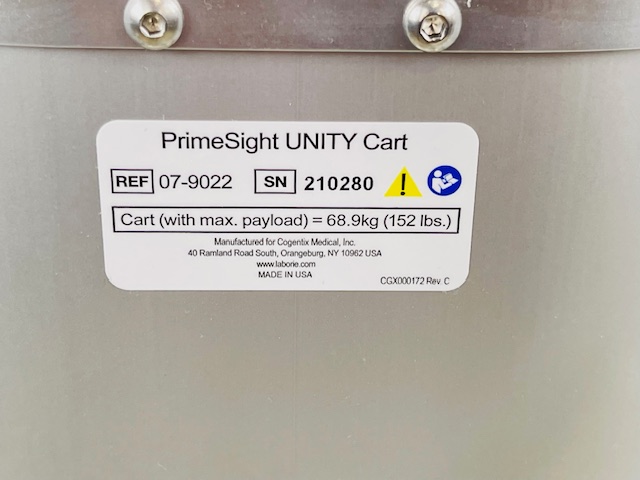 PrimeSight UNITY Cart
REF 07-9022 SN 210280
Cart (with max. payload) = 68.9kg (152 lbs.)
Manufactured for Cogentix Medical, Inc.
40 Ramland Road South, Orangeburg, NY 10962 USA
www.laborie.com
MADE IN USA
CGX000172 Rev. C